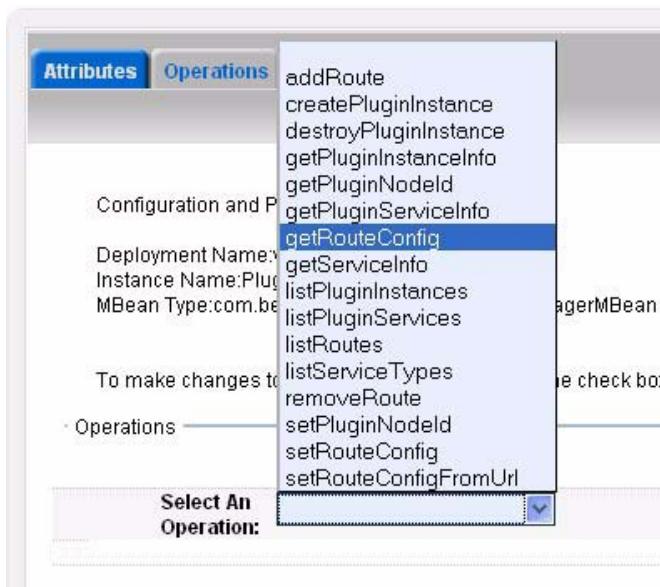 Attributes Operations
addRoute
createPluginInstance
destroyPluginInstance
getPluginInstanceInfo
getPluginNodeId
Configuration and P
getPluginServiceInfo
getRouteConfig
Deployment Name:
getServiceInfo
Instance Name:Plug
listPluginInstances
MBean Type:com.be
agerMBean
listPluginServices
listRoutes
To make changes to
listServiceTypes
e check bo
removeRoute
Operations
setPluginNodeId
setRouteConfig
setRouteConfigFromUrl
Select An
Operation: